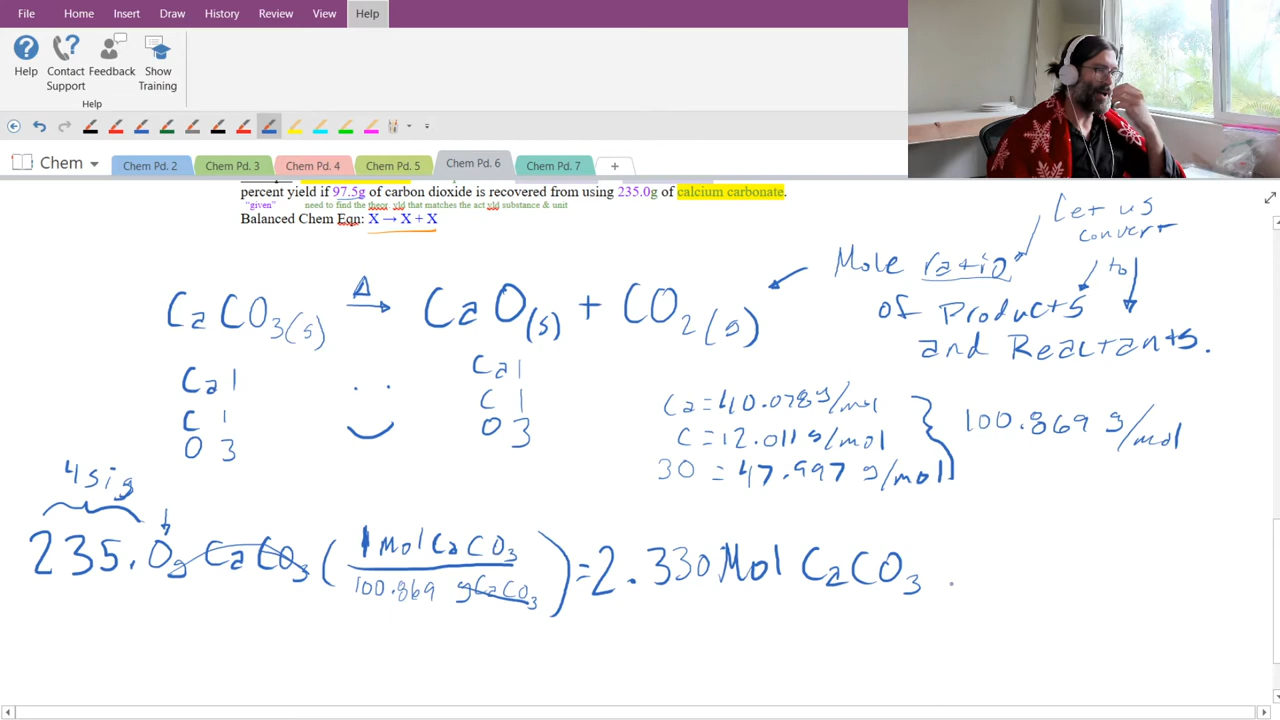 File Home Insert Draw History Review View Help
Help Contact Support Feedback Show Training
Help
Chem Chem Pd. 2 Chem Pd. 3 Chem Pd. 4 Chem Pd. 5 Chem Pd. 6 Chem Pd. 7 +
percent yield if 97.5g of carbon dioxide is recovered from using 235.0g of calcium carbonate.
"given" need to find the theor. yld that matches the act yld substance & unit
Balanced Chem Eqn: X → X + X
Let us
convert
to
Mole ratio
of Products
and Reactants.
CaCO3(s) Δ→ CaO(s) + CO2(g)
Ca 1 Ca 1
C 1 C 1
O 3 O 3
Ca = 40.078 g/mol
C = 12.011 g/mol
3O = 47.997 g/mol
100.869 g/mol
4 sig
235.0g CaCO3 (1 Mol CaCO3 / 100.869 g CaCO3) = 2.330 Mol CaCO3